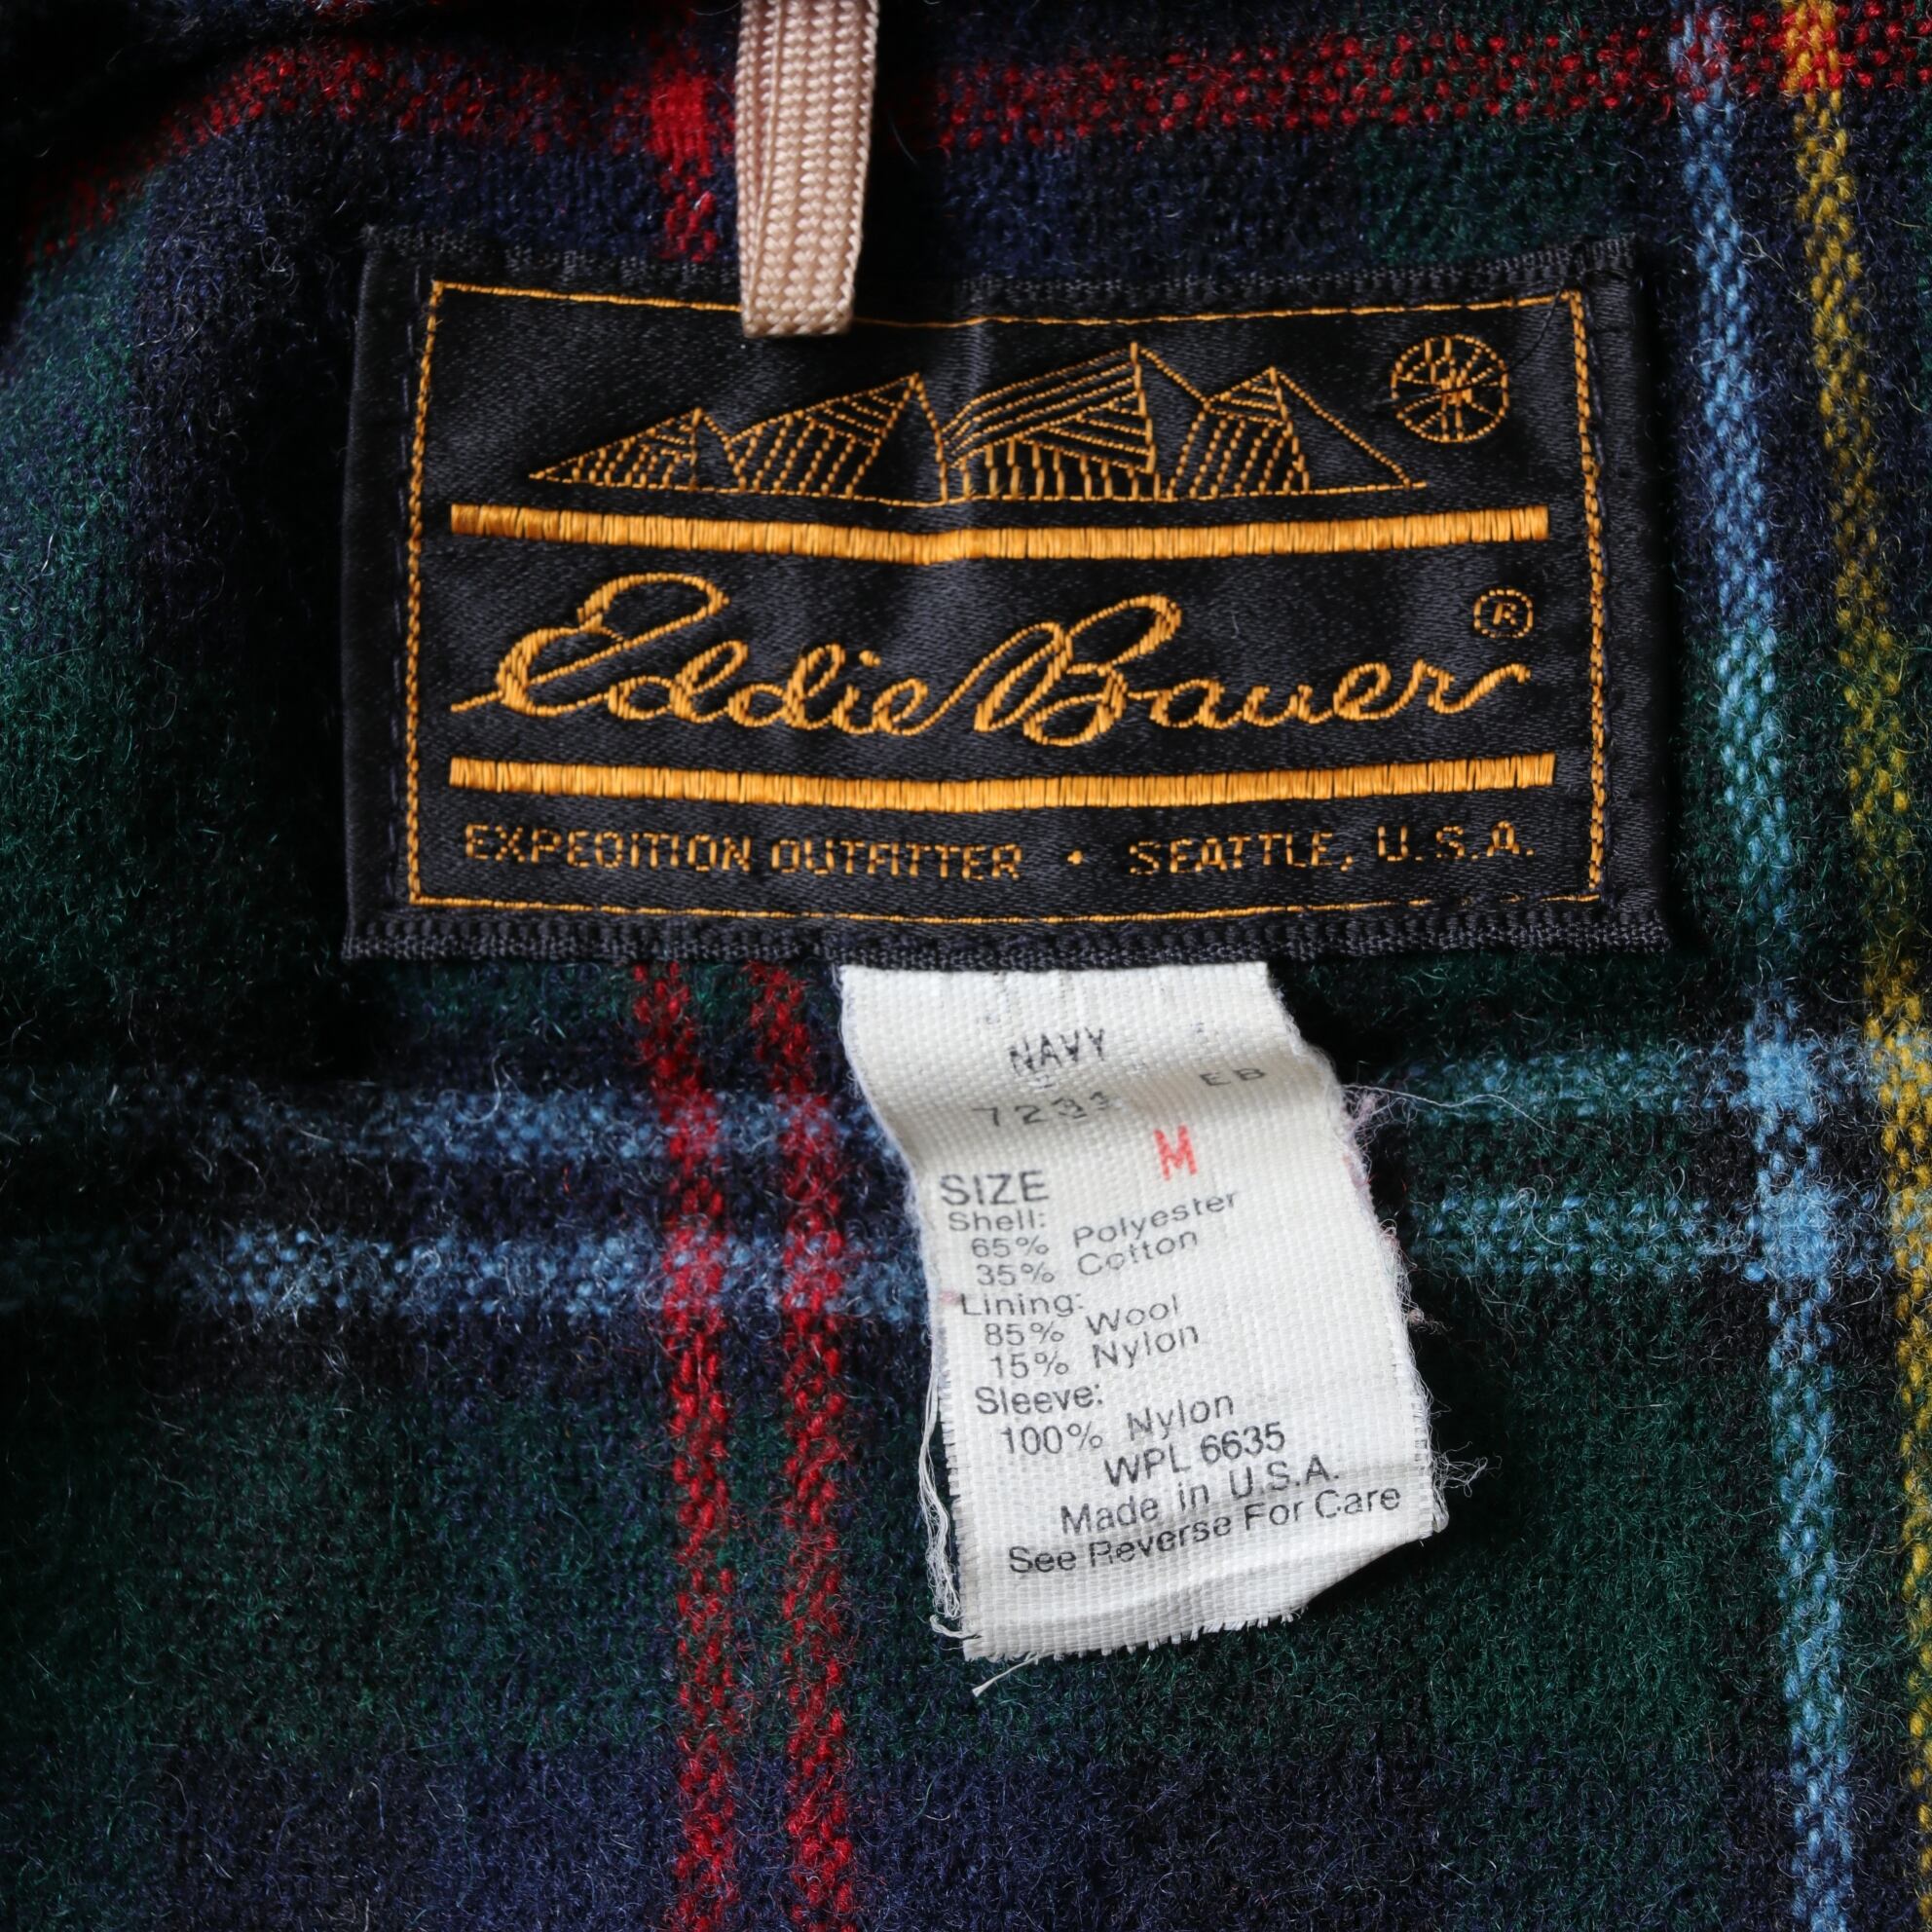 Eddie Bauer ®
EXPEDITION OUTFITTER • SEATTLE, U.S.A.
NAVY
EB
M
SIZE
Shell:
65% Polyester
35% Cotton
Lining:
85% Wool
15% Nylon
Sleeve:
100% Nylon
WPL 6635
Made in U.S.A.
See Reverse For Care